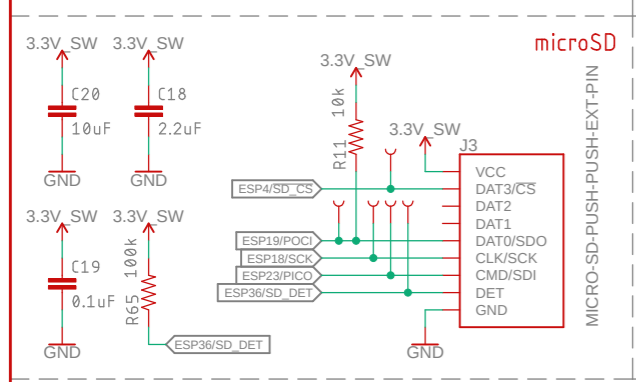 microSD
3.3V_SW
3.3V_SW
C20
10uF
GND
C18
2.2uF
GND
3.3V_SW
10k
R11
3.3V_SW
J3
VCC
ESP4/SD_CS
DAT3/CS
DAT2
DAT1
ESP19/POCI
DAT0/SDO
ESP18/SCK
CLK/SCK
ESP23/PICO
CMD/SDI
ESP36/SD_DET
DET
GND
GND
MICRO-SD-PUSH-PUSH-EXT-PIN
3.3V_SW
3.3V_SW
C19
0.1uF
GND
100k
R65
ESP36/SD_DET